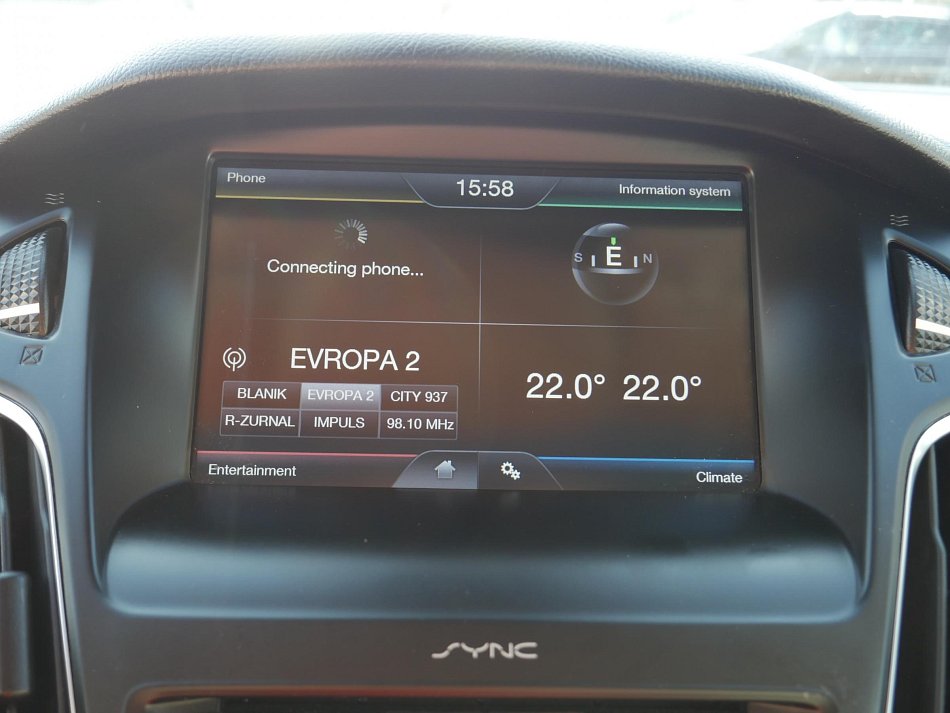 Phone
15:58
Information system
Connecting phone...
S E N
EVROPA 2
BLANIK EVROPA 2 CITY 937
R-ZURNAL IMPULS 98.10 MHz
22.0° 22.0°
Entertainment
Climate
SYNC